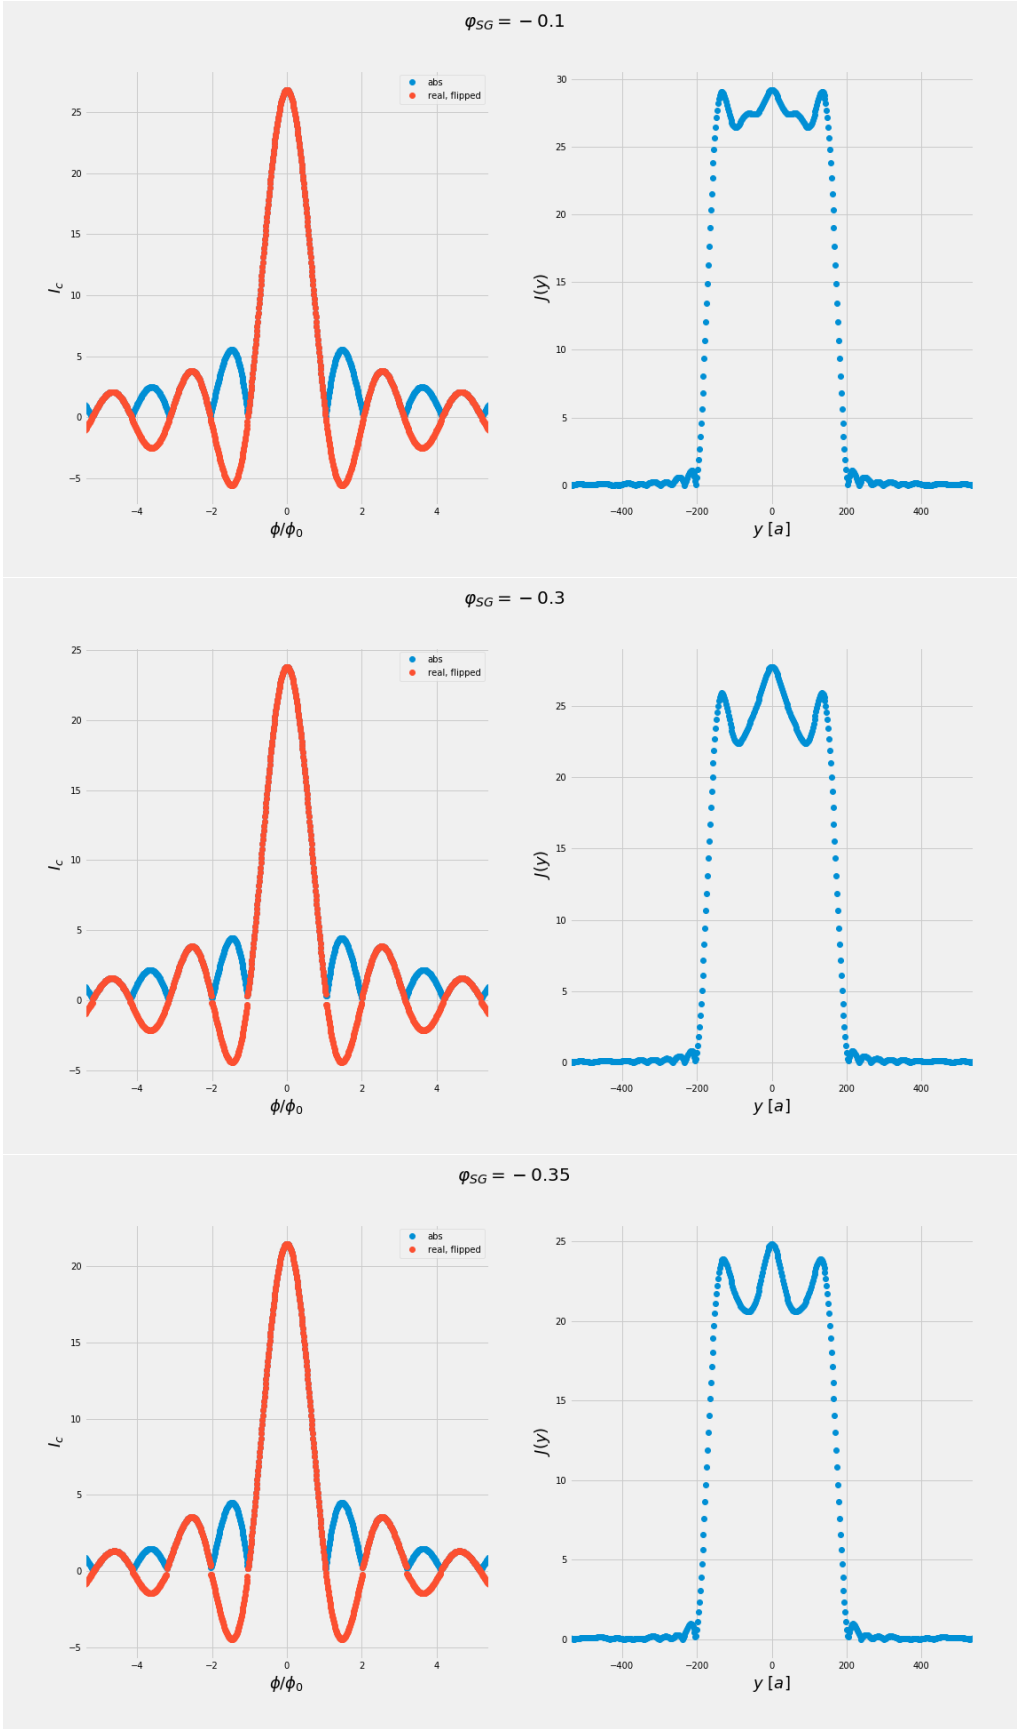 φ_SG = −0.1
abs
real, flipped
25
20
15
10
5
0
−5
I_c
−4 −2 0 2 4
ϕ/ϕ_0
30
25
20
15
10
5
0
J(y)
−400 −200 0 200 400
y [a]
φ_SG = −0.3
abs
real, flipped
25
20
15
10
5
0
−5
I_c
−4 −2 0 2 4
ϕ/ϕ_0
25
20
15
10
5
0
J(y)
−400 −200 0 200 400
y [a]
φ_SG = −0.35
abs
real, flipped
20
15
10
5
0
−5
I_c
−4 −2 0 2 4
ϕ/ϕ_0
25
20
15
10
5
0
J(y)
−400 −200 0 200 400
y [a]